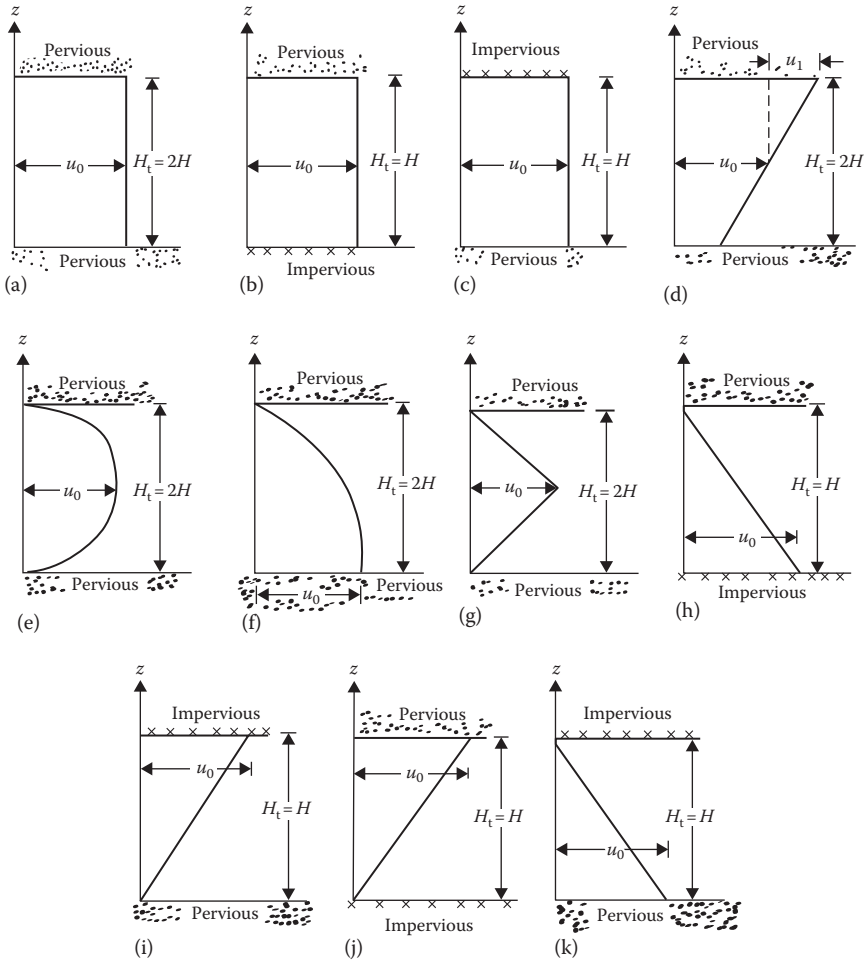 z
Pervious
u₀
Hₜ = 2H
Pervious
(a)
z
Pervious
u₀
Hₜ = H
Impervious
(b)
z
Impervious
u₀
Hₜ = H
Pervious
(c)
z
Pervious
u₁
u₀
Hₜ = 2H
Pervious
(d)
z
Pervious
u₀
Hₜ = 2H
Pervious
(e)
z
Pervious
u₀
Hₜ = 2H
Pervious
(f)
z
Pervious
u₀
Hₜ = 2H
Pervious
(g)
z
Pervious
u₀
Hₜ = H
Impervious
(h)
z
Impervious
u₀
Hₜ = H
Pervious
(i)
z
Pervious
u₀
Hₜ = H
Impervious
(j)
z
Impervious
u₀
Hₜ = H
Pervious
(k)